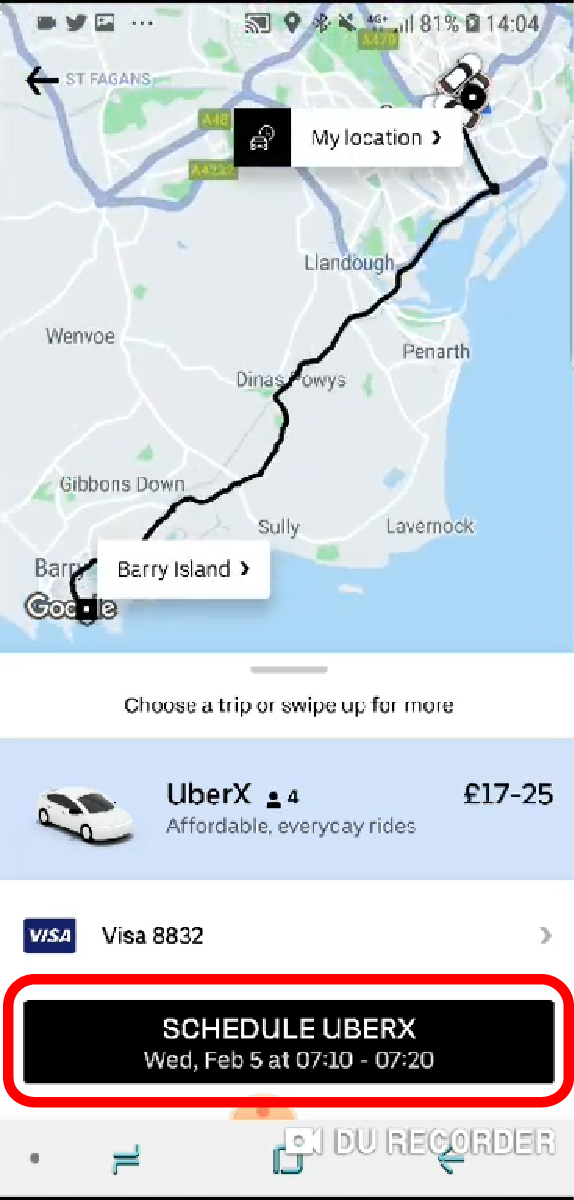 4G+ 81% 14:04
A470
ST FAGANS
A48
My location
A4232
Llandough
Wenvoe
Penarth
Dinas Powys
Gibbons Down
Sully
Lavernock
Barry
Barry Island
Google
Choose a trip or swipe up for more
UberX 4 £17-25
Affordable, everyday rides
VISA Visa 8832
SCHEDULE UBERX
Wed, Feb 5 at 07:10 - 07:20
DU RECORDER